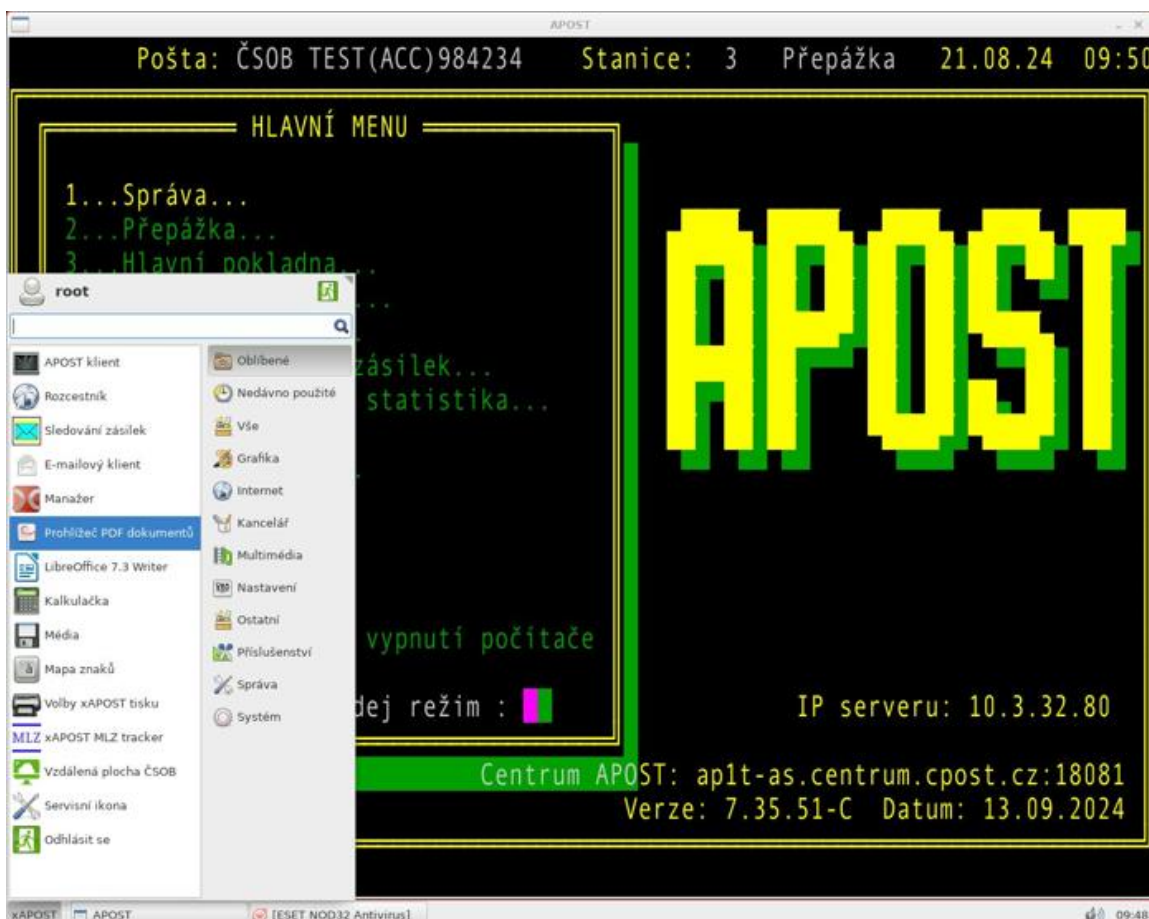 APOST
Pošta: ČSOB TEST(ACC)984234 Stanice: 3 Přepážka 21.08.24 09:50
HLAVNÍ MENU
1...Správa...
2...Přepážka...
3...Hlavní pokladna...
...
zásilek...
statistika...
vypnutí počítače
dej režim :
APOST
IP serveru: 10.3.32.80
Centrum APOST: ap1t-as.centrum.cpost.cz:18081
Verze: 7.35.51-C Datum: 13.09.2024
root
APOST klient
Rozcestník
Sledování zásilek
E-mailový klient
Manažer
Prohlížeč PDF dokumentů
LibreOffice 7.3 Writer
Kalkulačka
Média
Mapa znaků
Volby xAPOST tisku
MLZ xAPOST MLZ tracker
Vzdálená plocha ČSOB
Servisní ikona
Odhlásit se
Oblíbené
Nedávno použité
Vše
Grafika
Internet
Kancelář
Multimédia
Nastavení
Ostatní
Příslušenství
Správa
Systém
xAPOST APOST [ESET NOD32 Antivirus] 09:48